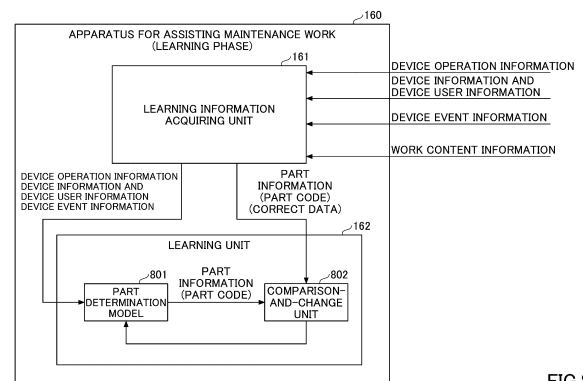 160
APPARATUS FOR ASSISTING MAINTENANCE WORK
(LEARNING PHASE)
161
LEARNING INFORMATION
ACQUIRING UNIT
DEVICE OPERATION INFORMATION
DEVICE INFORMATION AND
DEVICE USER INFORMATION
DEVICE EVENT INFORMATION
WORK CONTENT INFORMATION
DEVICE OPERATION INFORMATION
DEVICE INFORMATION AND
DEVICE USER INFORMATION
DEVICE EVENT INFORMATION
PART
INFORMATION
(PART CODE)
(CORRECT DATA)
162
LEARNING UNIT
801
PART
DETERMINATION
MODEL
PART
INFORMATION
(PART CODE)
802
COMPARISON-
AND-CHANGE
UNIT